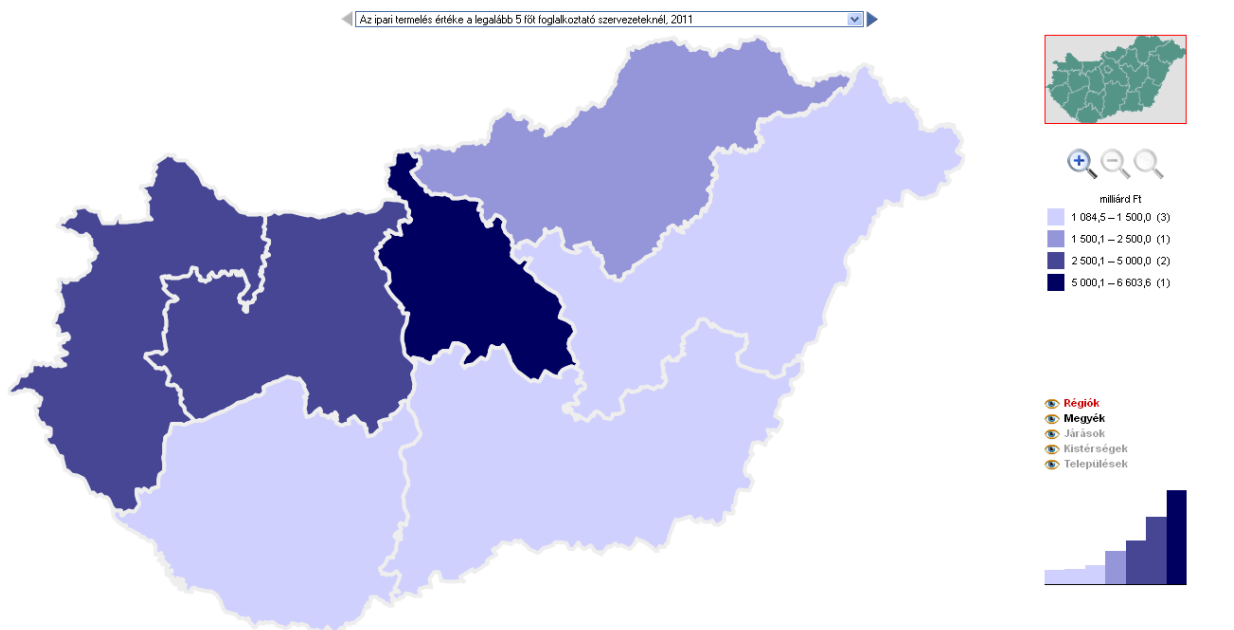 Az ipari termelés értéke a legalább 5 főt foglalkoztató szervezeteknél, 2011
milliárd Ft
1 084,5 – 1 500,0 (3)
1 500,1 – 2 500,0 (1)
2 500,1 – 5 000,0 (2)
5 000,1 – 6 603,6 (1)
Régiók
Megyék
Járások
Kistérségek
Települések